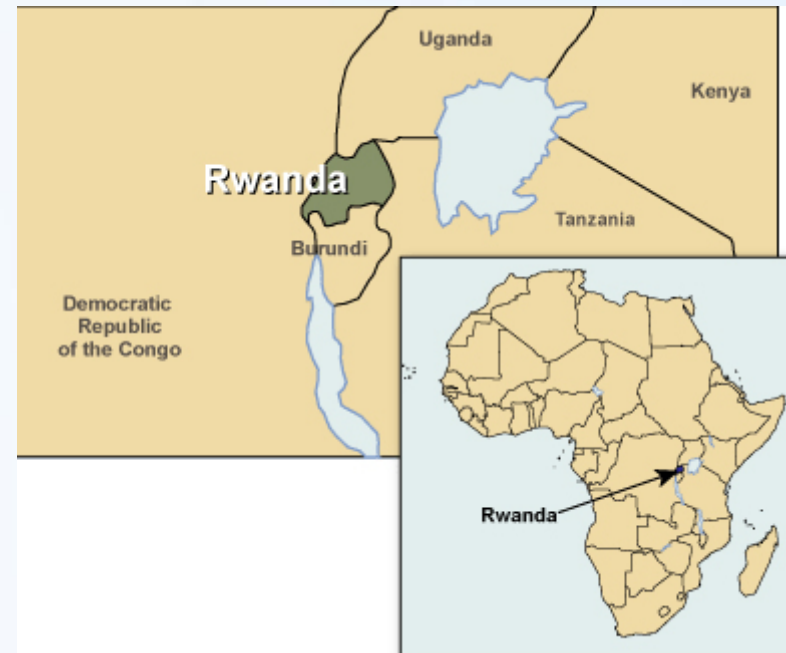 Uganda
Kenya
Rwanda
Tanzania
Burundi
Democratic
Republic
of the Congo
Rwanda